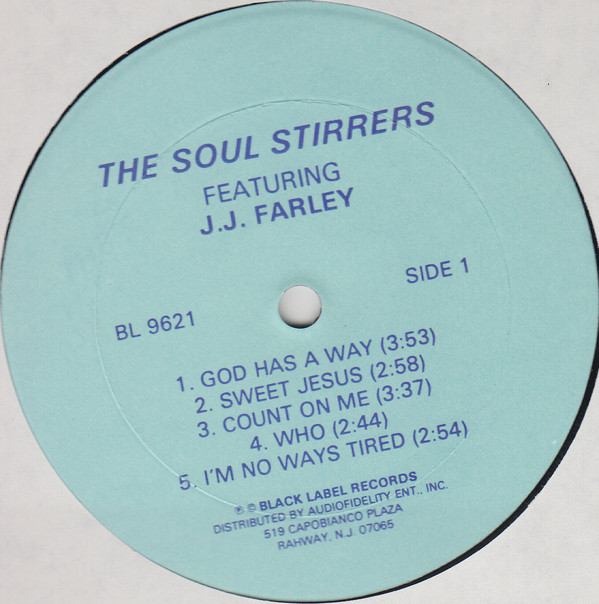 THE SOUL STIRRERS
FEATURING
J.J. FARLEY
SIDE 1
BL 9621
1. GOD HAS A WAY (3:53)
2. SWEET JESUS (2:58)
3. COUNT ON ME (3:37)
4. WHO (2:44)
5. I'M NO WAYS TIRED (2:54)
℗ © BLACK LABEL RECORDS
DISTRIBUTED BY AUDIOFIDELITY ENT., INC.
519 CAPOBIANCO PLAZA
RAHWAY, N.J. 07065